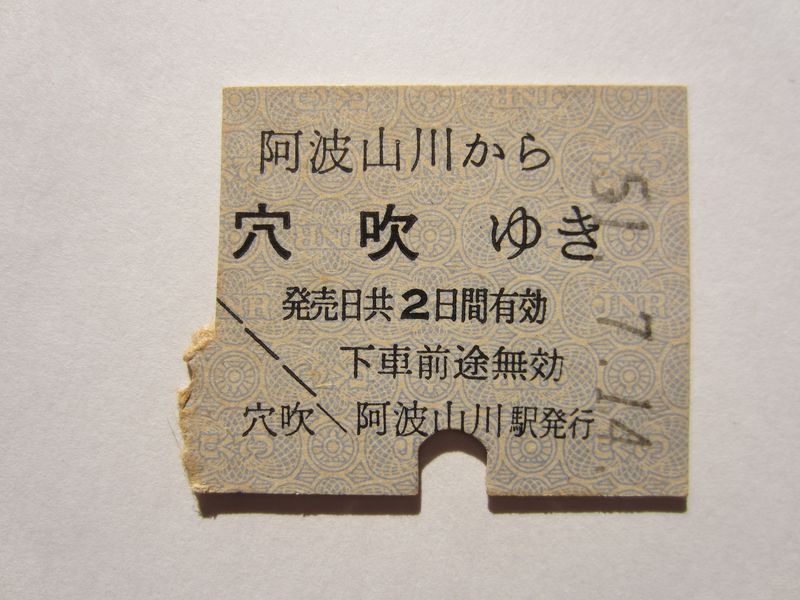 阿波山川から
穴吹 ゆき
発売日共2日間有効
下車前途無効
穴吹 阿波山川駅発行
51.7.14.